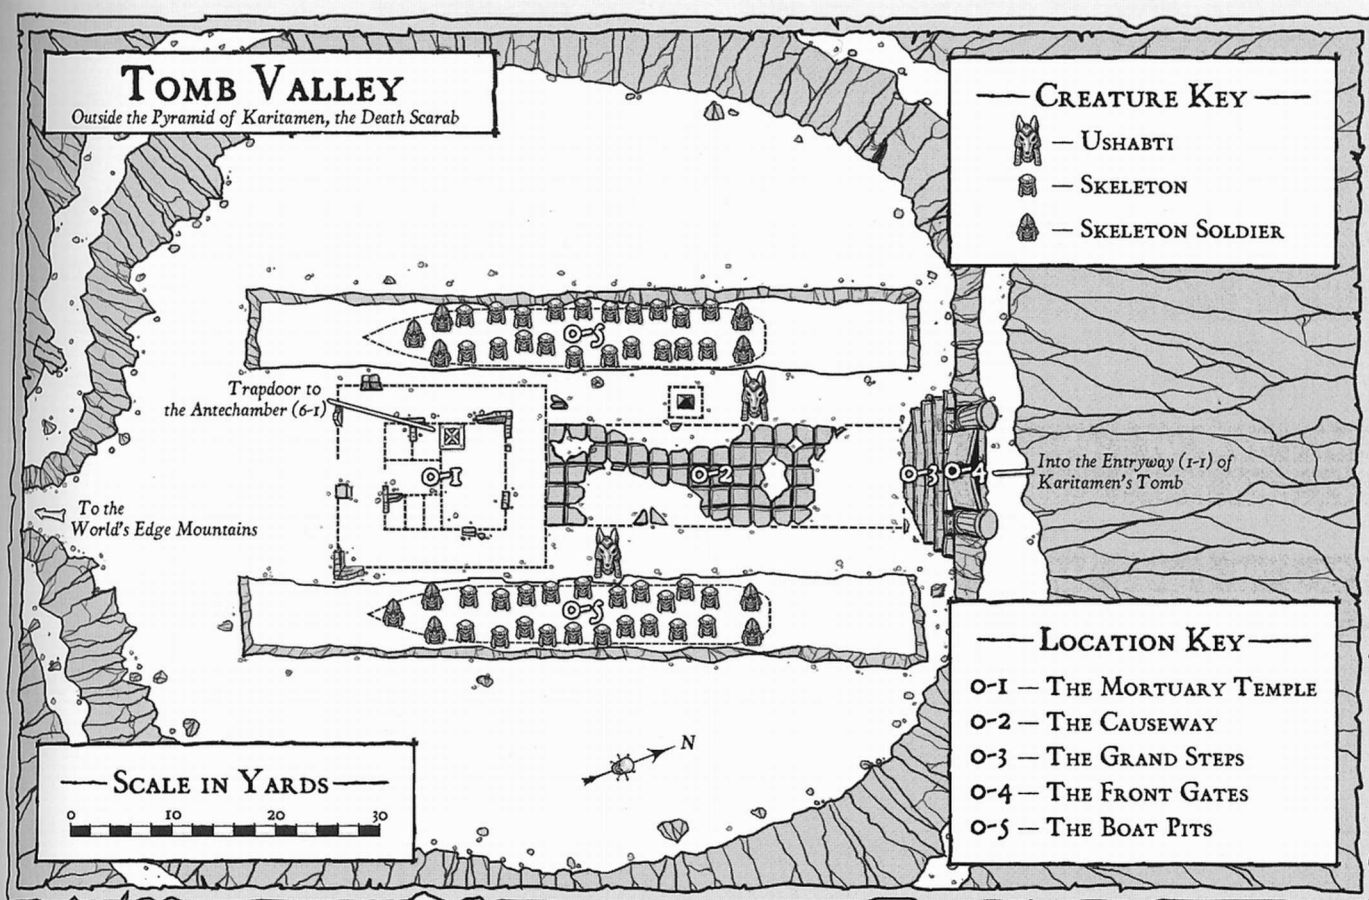 TOMB VALLEY
Outside the Pyramid of Karitamen, the Death Scarab
CREATURE KEY
— USHABTI
— SKELETON
— SKELETON SOLDIER
0-5
Trapdoor to
the Antechamber (6-1)
0-1
0-2
0-3
0-4
Into the Entryway (1-1) of
Karitamen's Tomb
To the
World's Edge Mountains
0-5
LOCATION KEY
0-1 — THE MORTUARY TEMPLE
0-2 — THE CAUSEWAY
0-3 — THE GRAND STEPS
0-4 — THE FRONT GATES
0-5 — THE BOAT PITS
N
SCALE IN YARDS
0 10 20 30